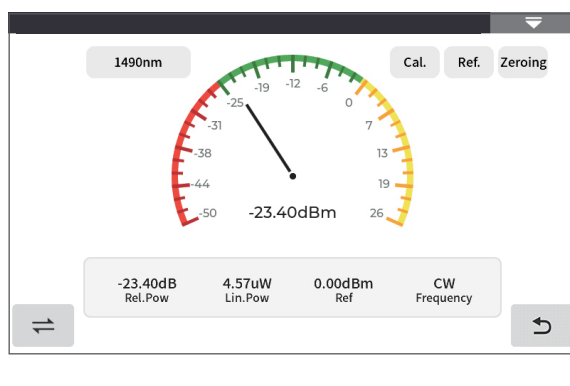 1490nm
Cal.
Ref.
Zeroing
-50
-44
-38
-31
-25
-19
-12
-6
0
7
13
19
26
-23.40dBm
-23.40dB
Rel.Pow
4.57uW
Lin.Pow
0.00dBm
Ref
CW
Frequency